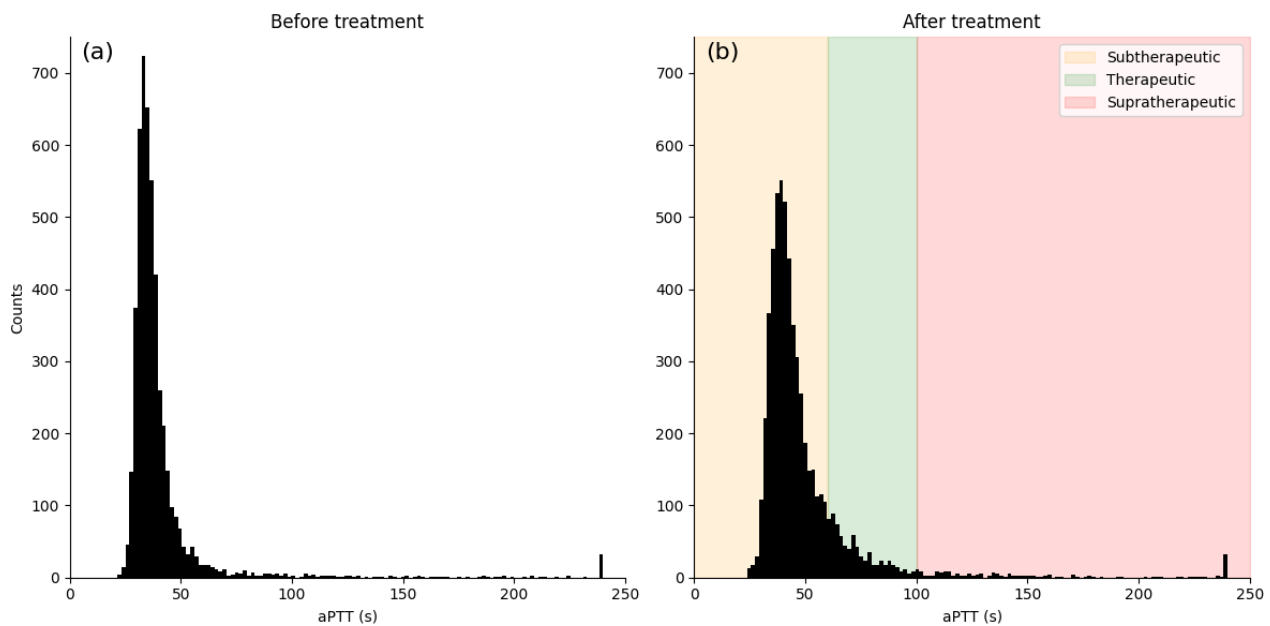 Before treatment
(a)
700
600
500
400
300
200
100
0
Counts
0 50 100 150 200 250
aPTT (s)
After treatment
(b)
Subtherapeutic
Therapeutic
Supratherapeutic
700
600
500
400
300
200
100
0
0 50 100 150 200 250
aPTT (s)